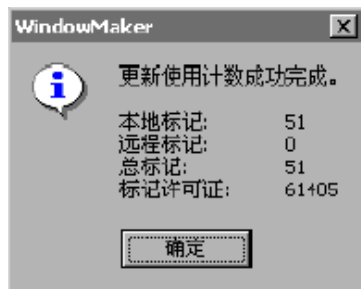 WindowMaker
更新使用计数成功完成。
本地标记: 51
远程标记: 0
总标记: 51
标记许可证: 61405
确定